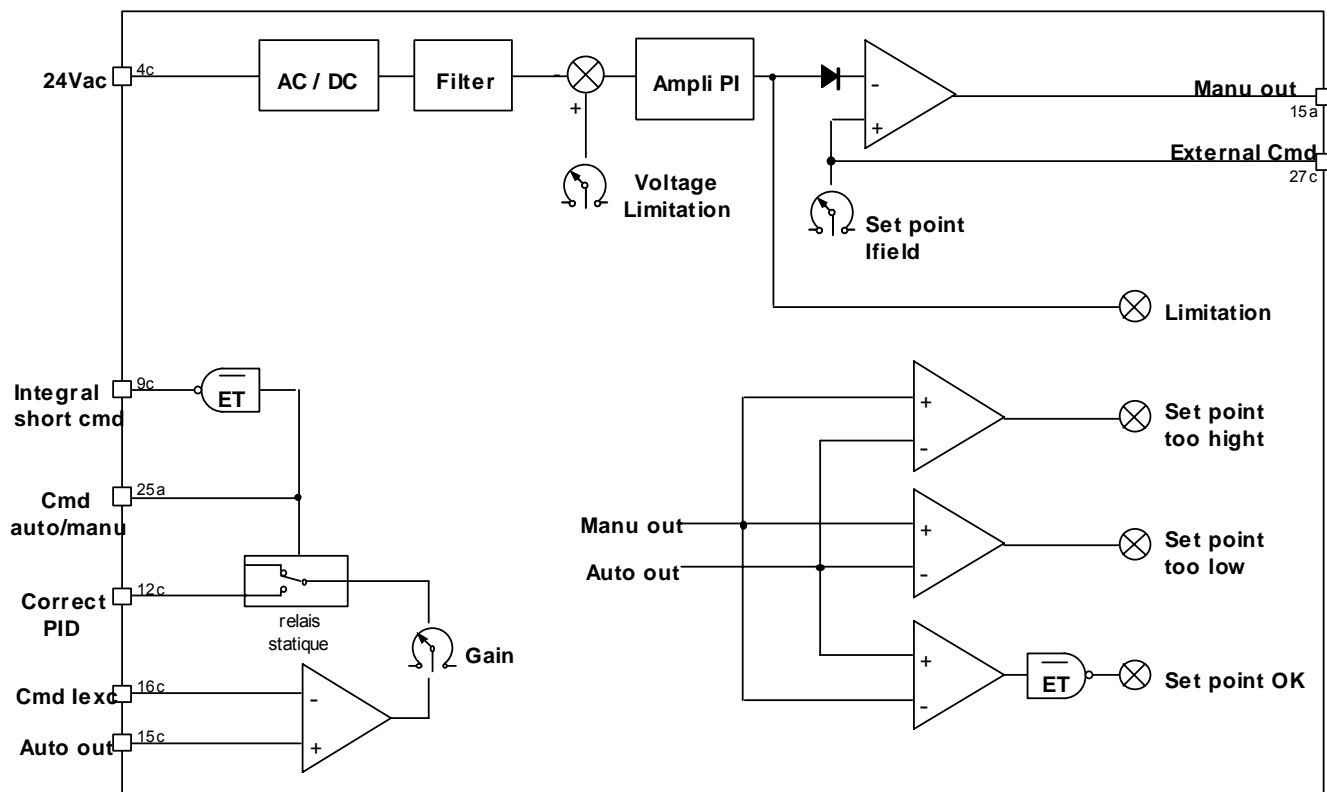 24Vac
4c
AC / DC
Filter
-
+
Ampli PI
-
+
Manu out
15a
External Cmd
27c
Voltage
Limitation
Set point
Ifield
Limitation
Integral
short cmd
9c
ET
Cmd
auto/manu
25a
Correct
PID
12c
relais
statique
Gain
Cmd Iexc
16c
-
Auto out
15c
+
Manu out
Auto out
+
-
Set point
too hight
+
-
Set point
too low
+
-
ET
Set point OK